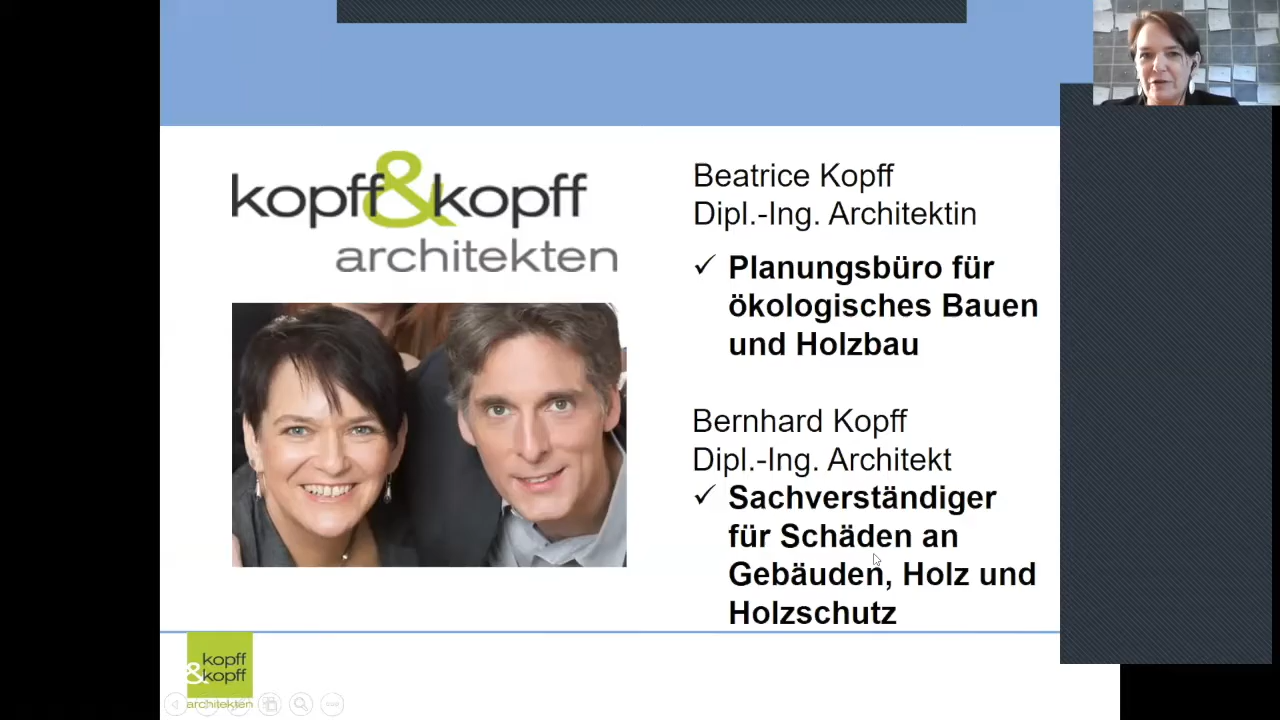 kopff&kopff
architekten
Beatrice Kopff
Dipl.-Ing. Architektin
✓ Planungsbüro für
ökologisches Bauen
und Holzbau
Bernhard Kopff
Dipl.-Ing. Architekt
✓ Sachverständiger
für Schäden an
Gebäuden, Holz und
Holzschutz
kopff
&kopff
architekten